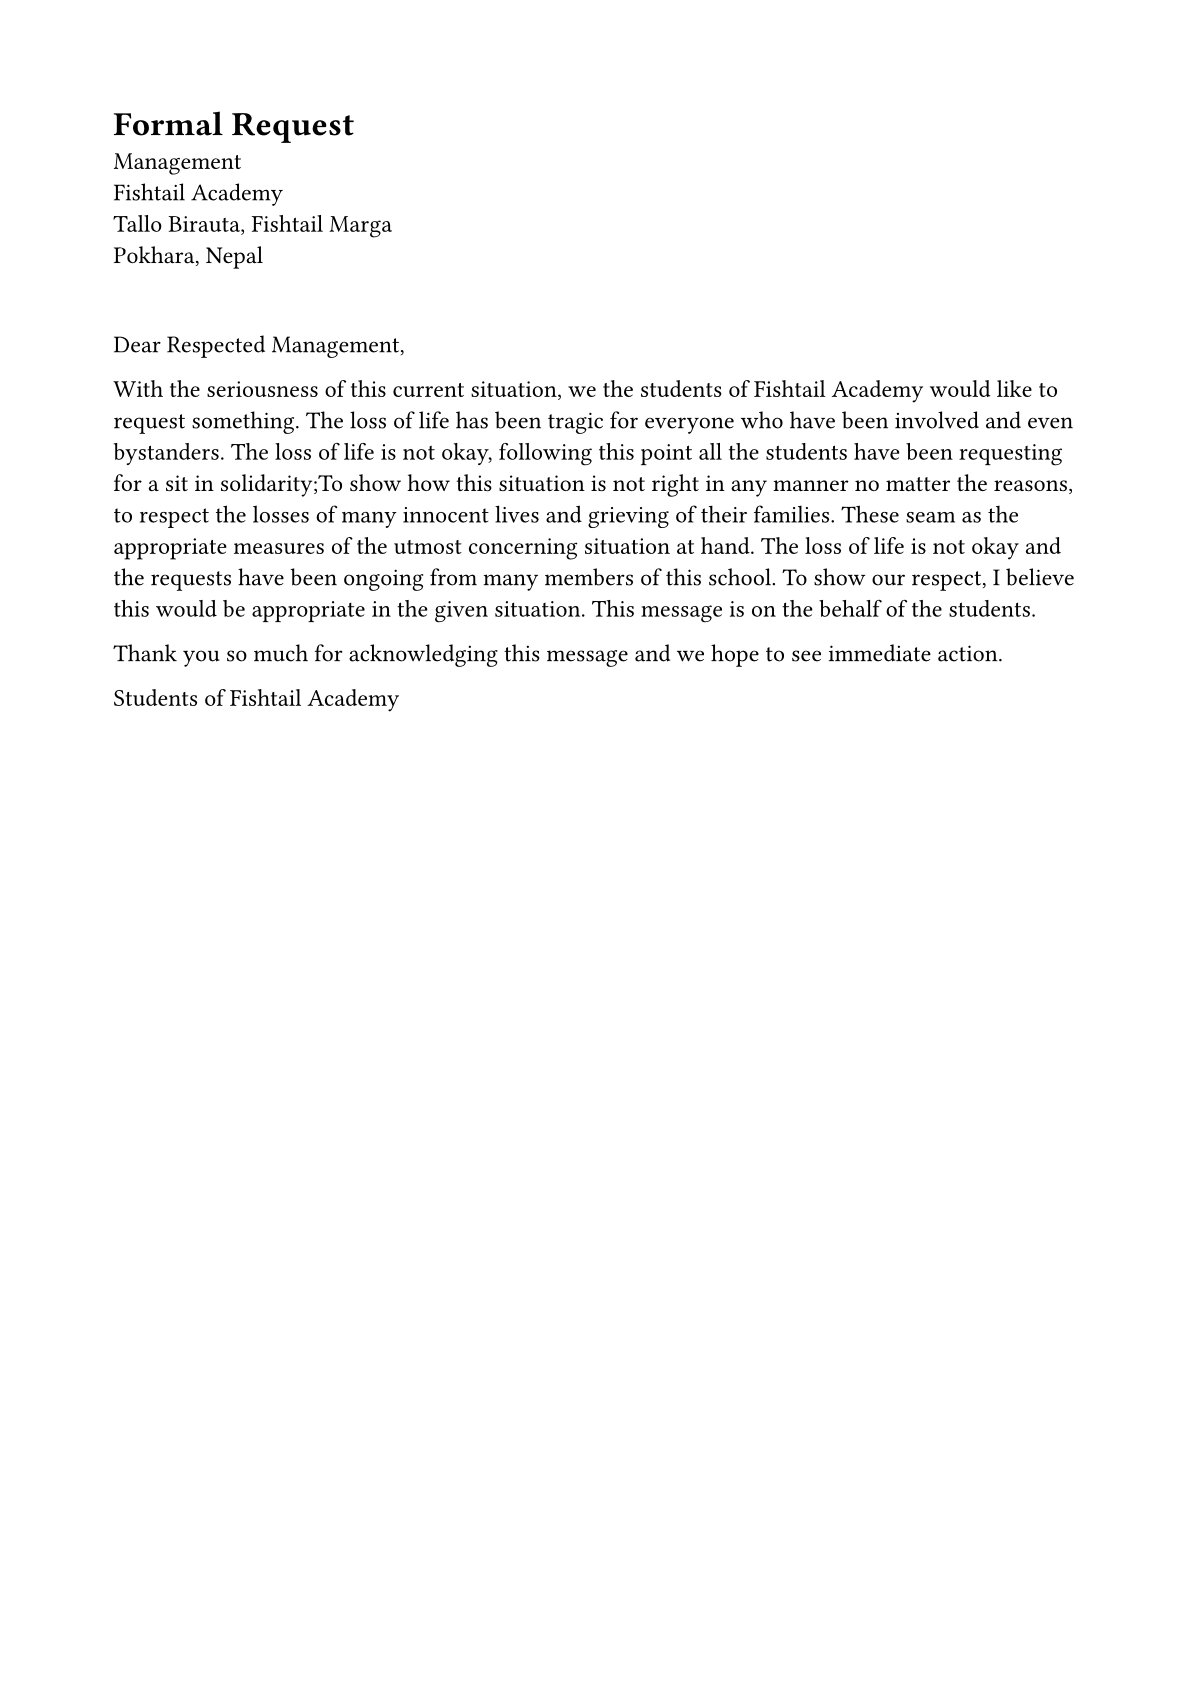 Formal Request
Management
Fishtail Academy
Tallo Birauta, Fishtail Marga
Pokhara, Nepal
Dear Respected Management,
With the seriousness of this current situation, we the students of Fishtail Academy would like to
request something. The loss of life has been tragic for everyone who have been involved and even
bystanders. The loss of life is not okay, following this point all the students have been requesting
for a sit in solidarity;To show how this situation is not right in any manner no matter the reasons,
to respect the losses of many innocent lives and grieving of their families. These seam as the
appropriate measures of the utmost concerning situation at hand. The loss of life is not okay and
the requests have been ongoing from many members of this school. To show our respect, I believe
this would be appropriate in the given situation. This message is on the behalf of the students.
Thank you so much for acknowledging this message and we hope to see immediate action.
Students of Fishtail Academy